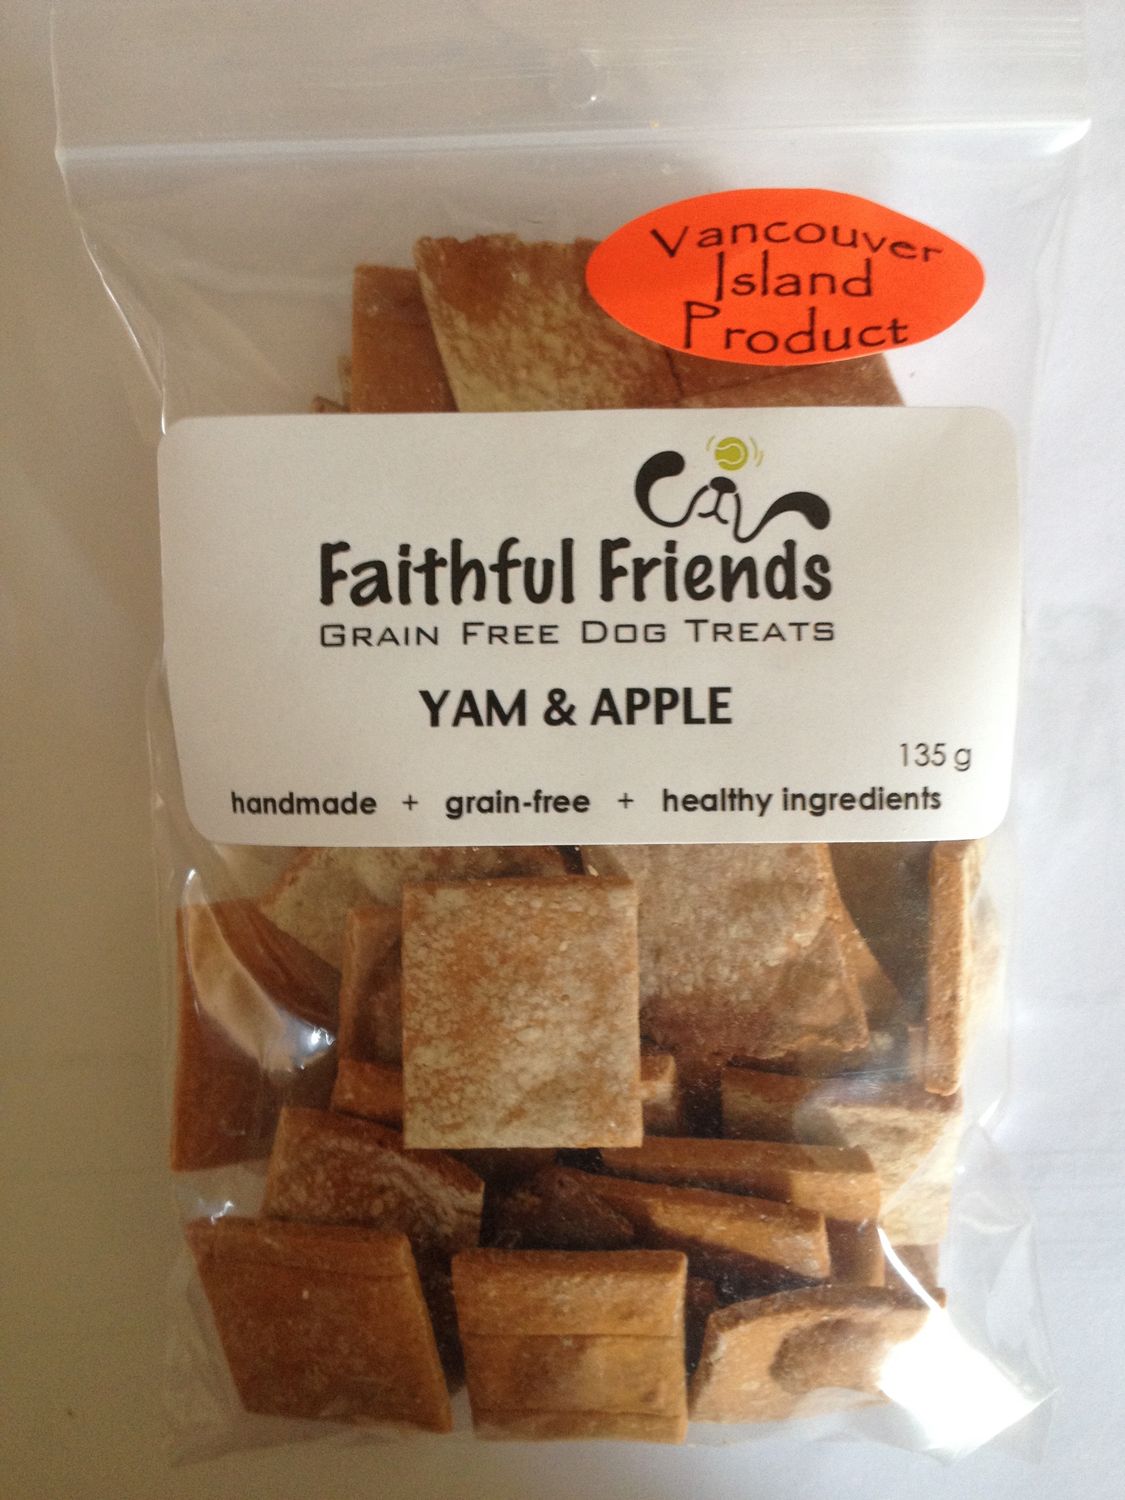 Vancouver
Island
Product
Faithful Friends
GRAIN FREE DOG TREATS
YAM & APPLE
135 g
handmade + grain-free + healthy ingredients